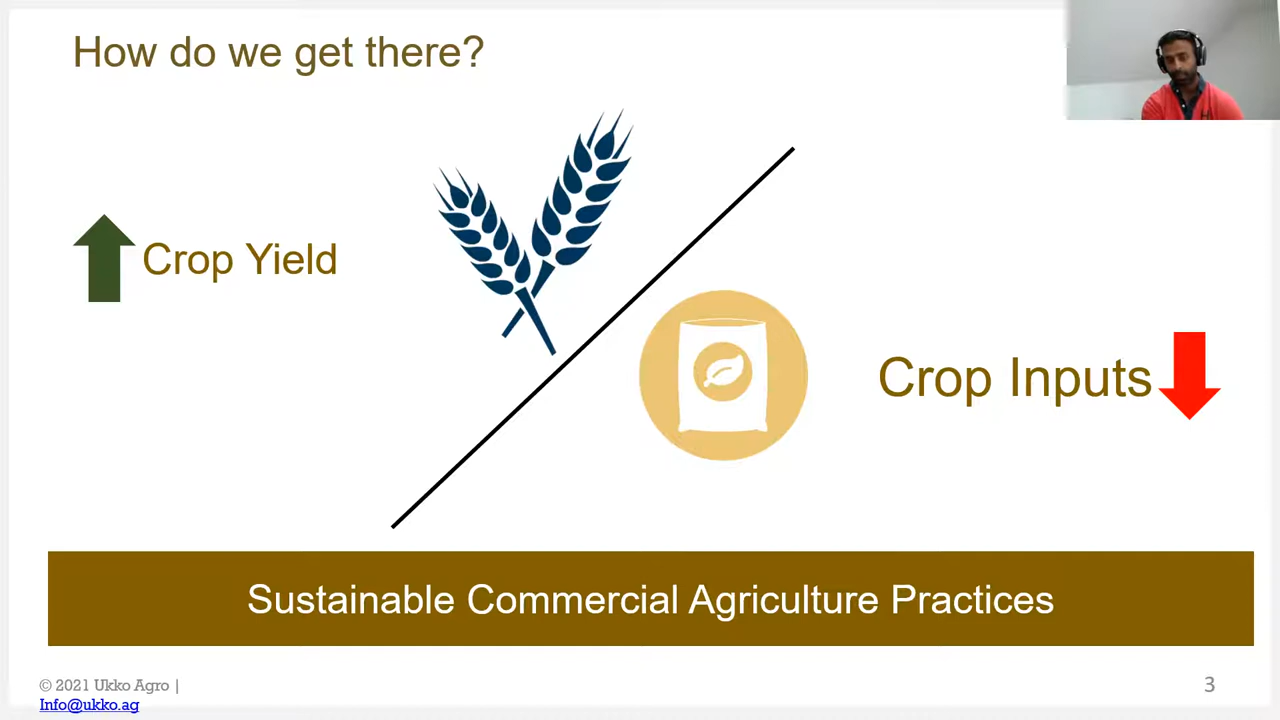 How do we get there?
Crop Yield
Crop Inputs
Sustainable Commercial Agriculture Practices
© 2021 Ukko Agro |
Info@ukko.ag
3